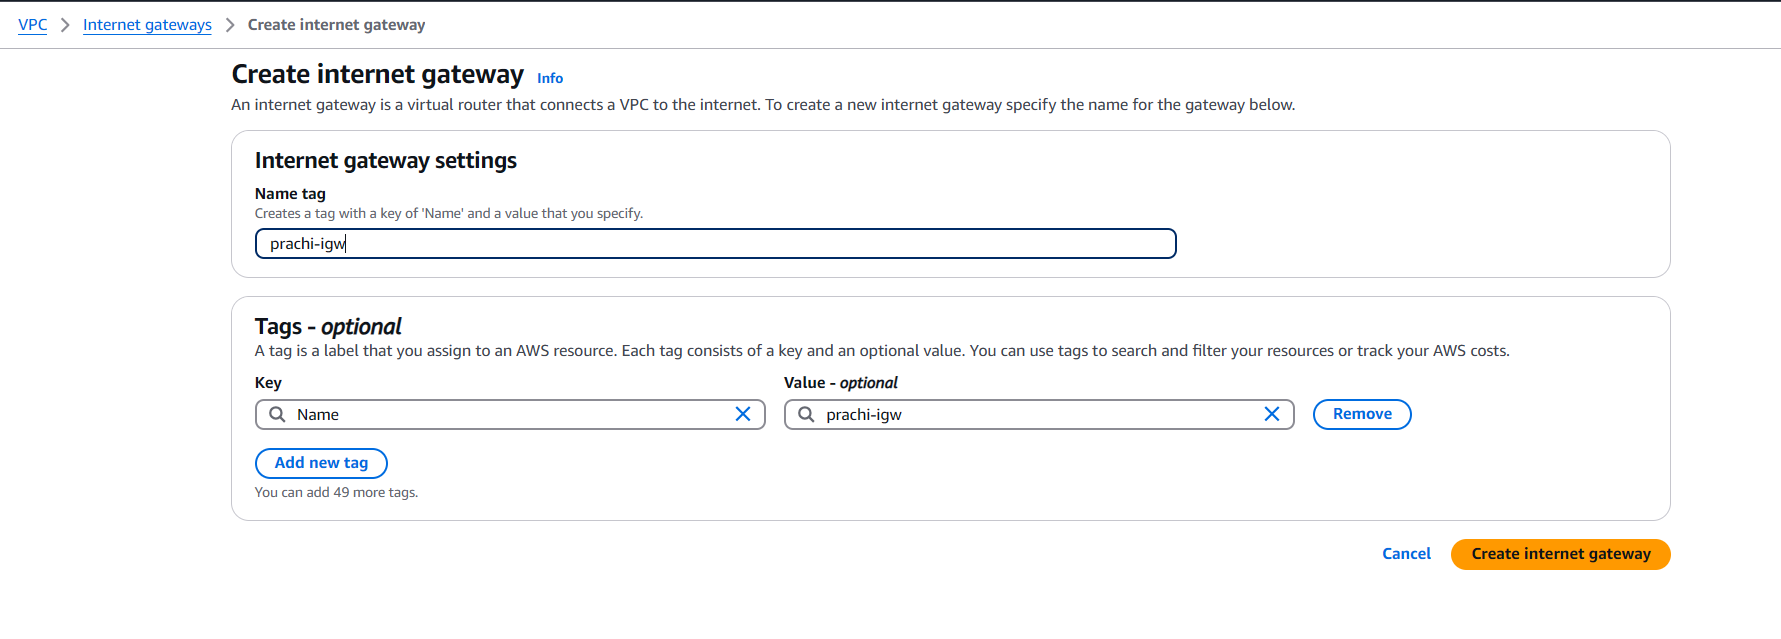 VPC > Internet gateways > Create internet gateway
Create internet gateway Info
An internet gateway is a virtual router that connects a VPC to the internet. To create a new internet gateway specify the name for the gateway below.
Internet gateway settings
Name tag
Creates a tag with a key of 'Name' and a value that you specify.
prachi-igw
Tags - optional
A tag is a label that you assign to an AWS resource. Each tag consists of a key and an optional value. You can use tags to search and filter your resources or track your AWS costs.
Key Value - optional
Name prachi-igw Remove
Add new tag
You can add 49 more tags.
Cancel Create internet gateway